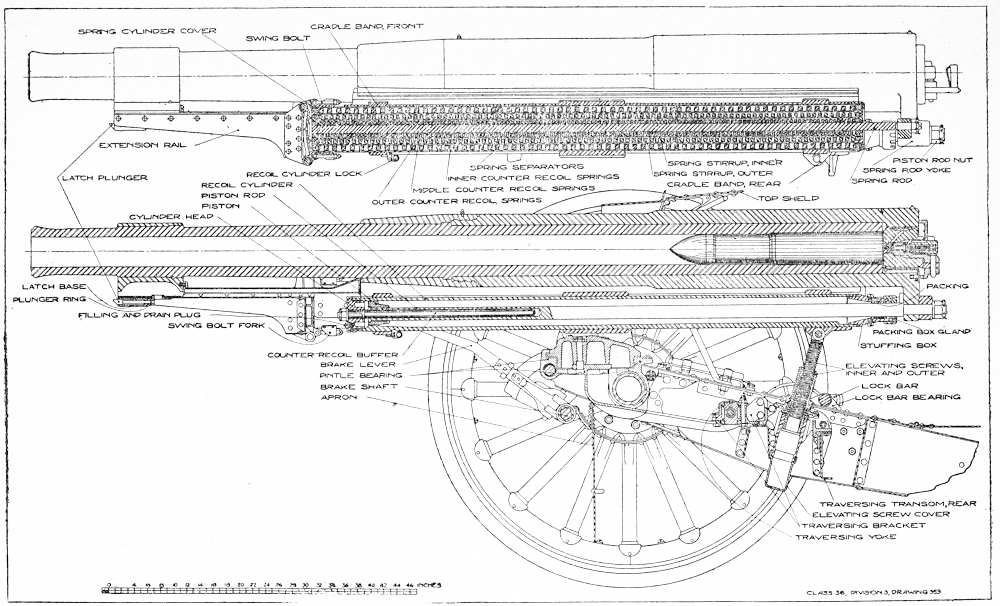 CRADLE BAND, FRONT
SPRING CYLINDER COVER
SWING BOLT
EXTENSION RAIL
LATCH PLUNGER
RECOIL CYLINDER LOCK
SPRING SEPARATORS
INNER COUNTER RECOIL SPRINGS
MIDDLE COUNTER RECOIL SPRINGS
OUTER COUNTER RECOIL SPRINGS
SPRING STIRRUP, INNER
SPRING STIRRUP, OUTER
CRADLE BAND, REAR
PISTON ROD NUT
SPRING ROD YOKE
SPRING ROD
TOP SHIELD
RECOIL CYLINDER
PISTON ROD
PISTON
CYLINDER HEAD
LATCH BASE
PLUNGER RING
FILLING AND DRAIN PLUG
SWING BOLT FORK
PACKING
PACKING BOX GLAND
STUFFING BOX
COUNTER RECOIL BUFFER
BRAKE LEVER
PINTLE BEARING
BRAKE SHAFT
APRON
ELEVATING SCREWS,
INNER AND OUTER
LOCK BAR
LOCK BAR BEARING
TRAVERSING TRANSOM, REAR
ELEVATING SCREW COVER
TRAVERSING BRACKET
TRAVERSING YOKE
0 4 6 8 10 12 14 16 18 20 22 24 26 28 30 32 34 36 38 40 42 44 46 INCHES
CLASS 36, DIVISION 3, DRAWING 353